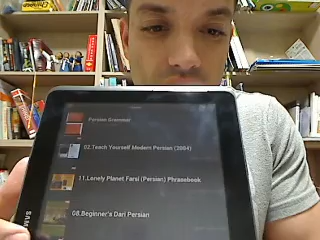 Persian Grammar
02.Teach Yourself Modern Persian (2004)
11.Lonely Planet Farsi (Persian) Phrasebook
08.Beginner's Dari Persian
SAMSUNG